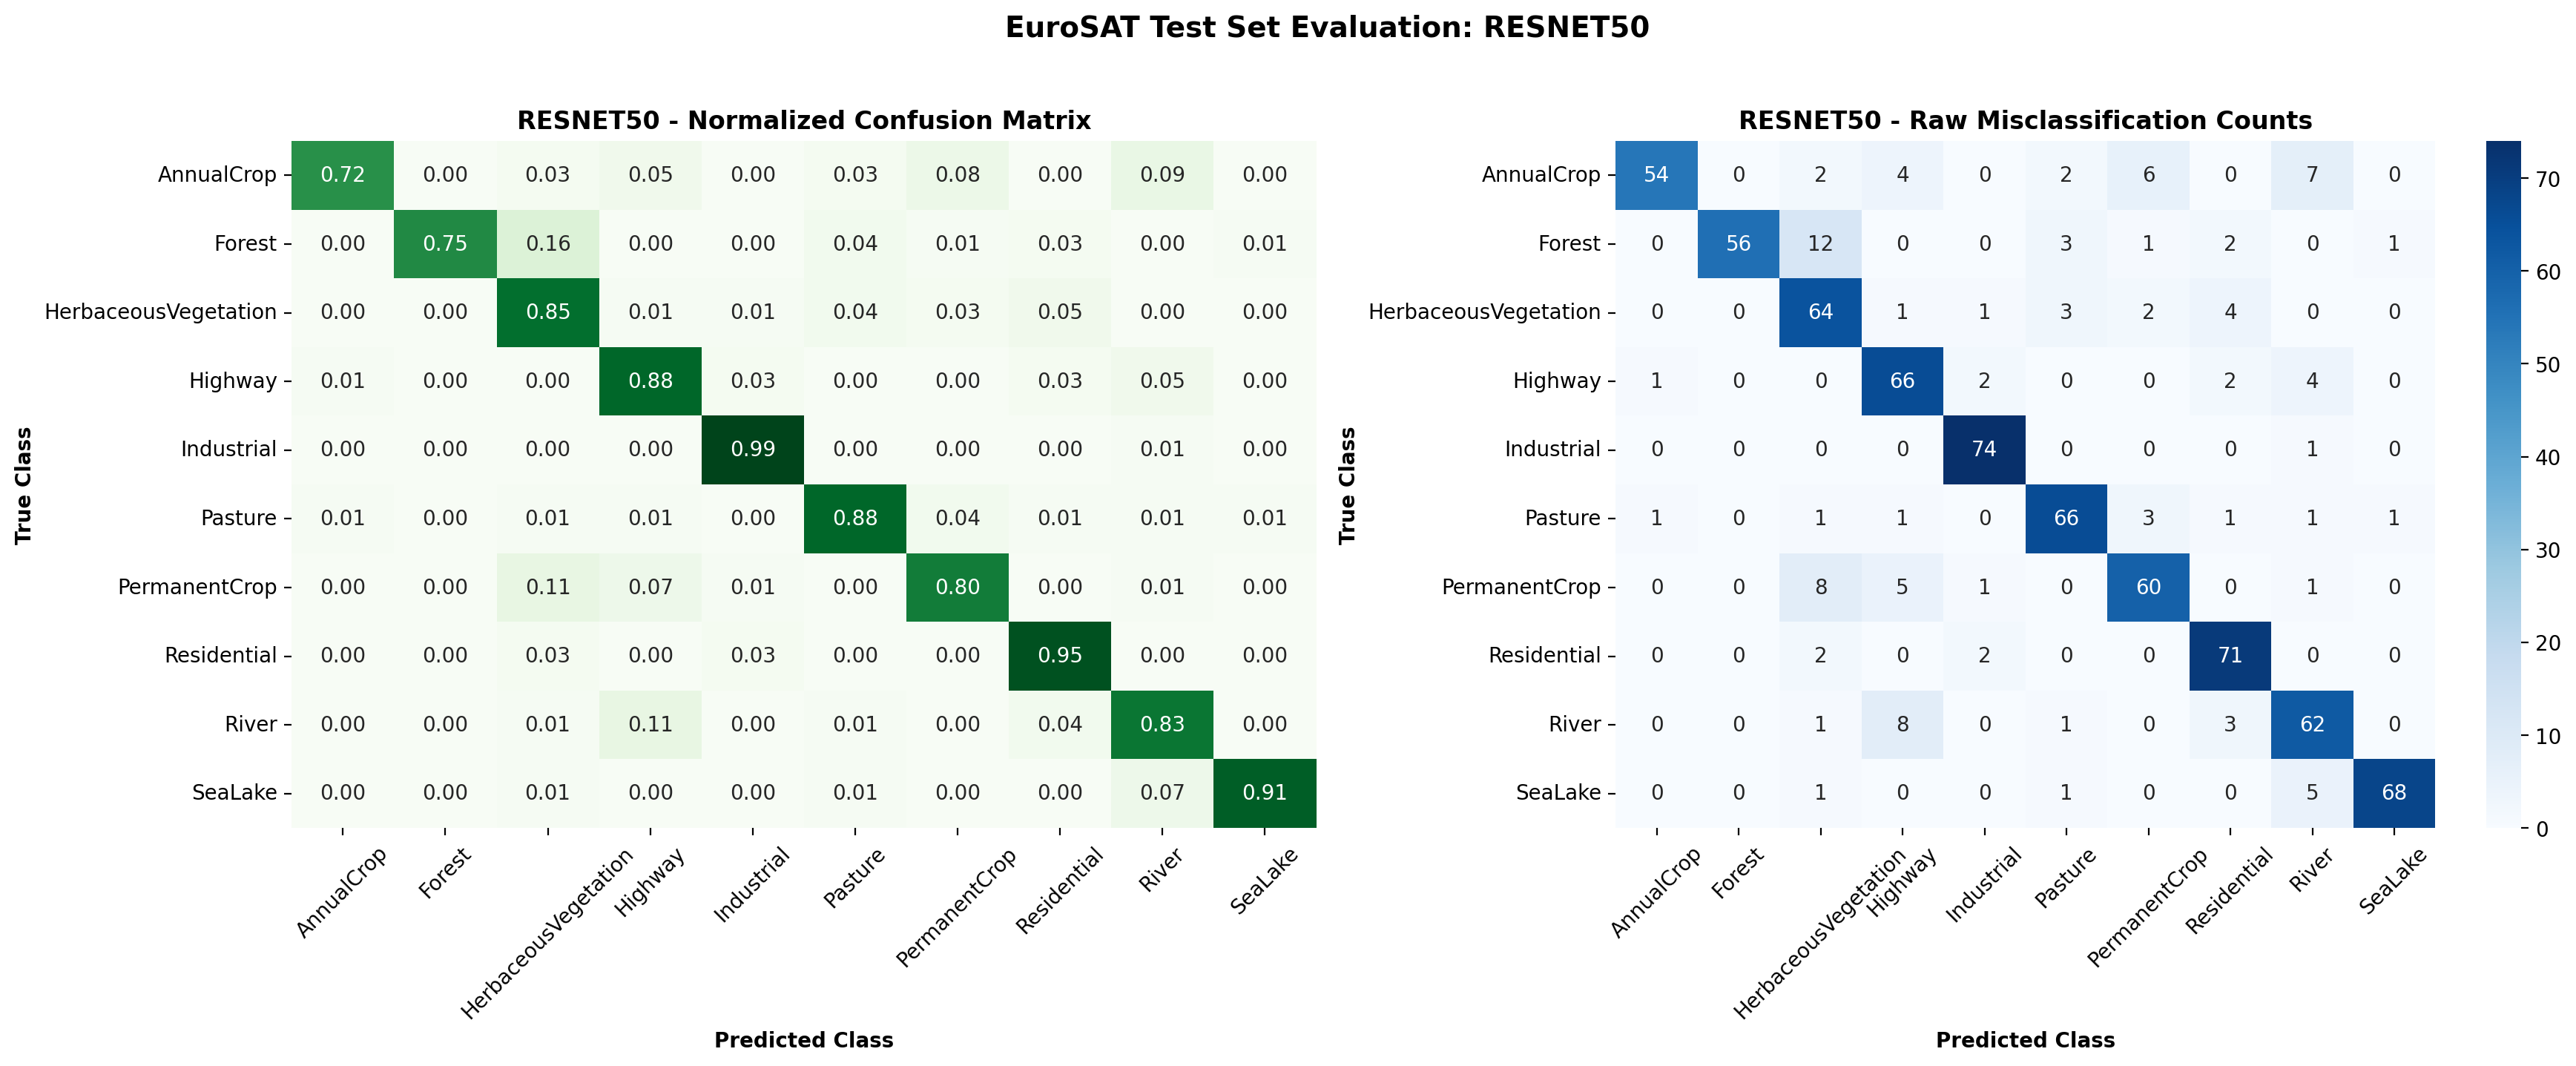 EuroSAT Test Set Evaluation: RESNET50
RESNET50 - Normalized Confusion Matrix
True Class
AnnualCrop 0.72 0.00 0.03 0.05 0.00 0.03 0.08 0.00 0.09 0.00
Forest 0.00 0.75 0.16 0.00 0.00 0.04 0.01 0.03 0.00 0.01
HerbaceousVegetation 0.00 0.00 0.85 0.01 0.01 0.04 0.03 0.05 0.00 0.00
Highway 0.01 0.00 0.00 0.88 0.03 0.00 0.00 0.03 0.05 0.00
Industrial 0.00 0.00 0.00 0.00 0.99 0.00 0.00 0.00 0.01 0.00
Pasture 0.01 0.00 0.01 0.01 0.00 0.88 0.04 0.01 0.01 0.01
PermanentCrop 0.00 0.00 0.11 0.07 0.01 0.00 0.80 0.00 0.01 0.00
Residential 0.00 0.00 0.03 0.00 0.03 0.00 0.00 0.95 0.00 0.00
River 0.00 0.00 0.01 0.11 0.00 0.01 0.00 0.04 0.83 0.00
SeaLake 0.00 0.00 0.01 0.00 0.00 0.01 0.00 0.00 0.07 0.91
AnnualCrop Forest HerbaceousVegetation Highway Industrial Pasture PermanentCrop Residential River SeaLake
Predicted Class
RESNET50 - Raw Misclassification Counts
True Class
AnnualCrop 54 0 2 4 0 2 6 0 7 0
Forest 0 56 12 0 0 3 1 2 0 1
HerbaceousVegetation 0 0 64 1 1 3 2 4 0 0
Highway 1 0 0 66 2 0 0 2 4 0
Industrial 0 0 0 0 74 0 0 0 1 0
Pasture 1 0 1 1 0 66 3 1 1 1
PermanentCrop 0 0 8 5 1 0 60 0 1 0
Residential 0 0 2 0 2 0 0 71 0 0
River 0 0 1 8 0 1 0 3 62 0
SeaLake 0 0 1 0 0 1 0 0 5 68
AnnualCrop Forest HerbaceousVegetation Highway Industrial Pasture PermanentCrop Residential River SeaLake
Predicted Class
70
60
50
40
30
20
10
0